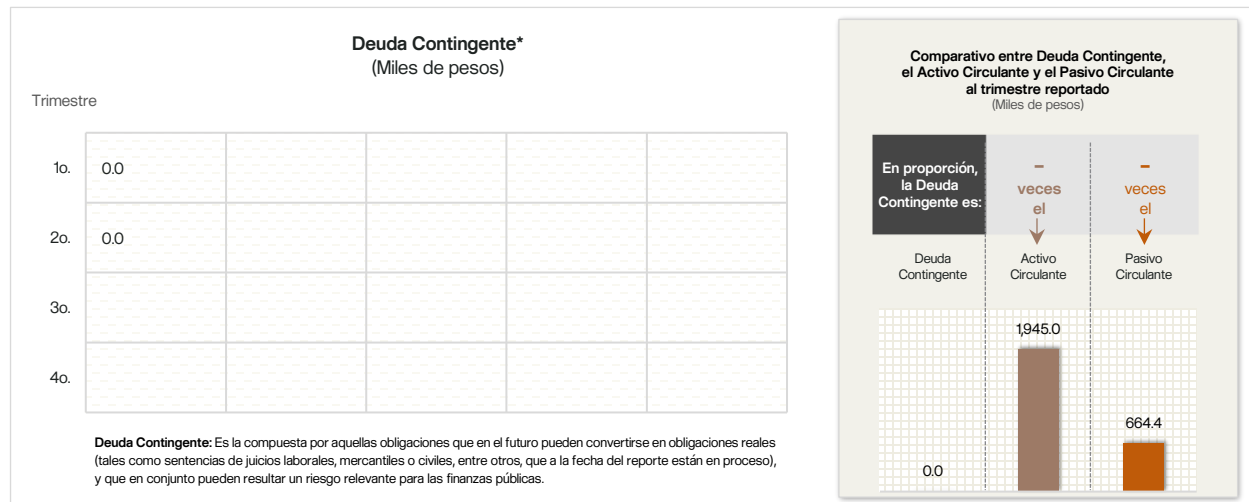 Deuda Contingente*
(Miles de pesos)
Trimestre
1o. 0.0
2o. 0.0
3o.
4o.
Deuda Contingente: Es la compuesta por aquellas obligaciones que en el futuro pueden convertirse en obligaciones reales
(tales como sentencias de juicios laborales, mercantiles o civiles, entre otros, que a la fecha del reporte están en proceso),
y que en conjunto pueden resultar un riesgo relevante para las finanzas públicas.
Comparativo entre Deuda Contingente,
el Activo Circulante y el Pasivo Circulante
al trimestre reportado
(Miles de pesos)
En proporción,
la Deuda
Contingente es:
–
veces
el
–
veces
el
Deuda
Contingente
Activo
Circulante
Pasivo
Circulante
1,945.0
664.4
0.0